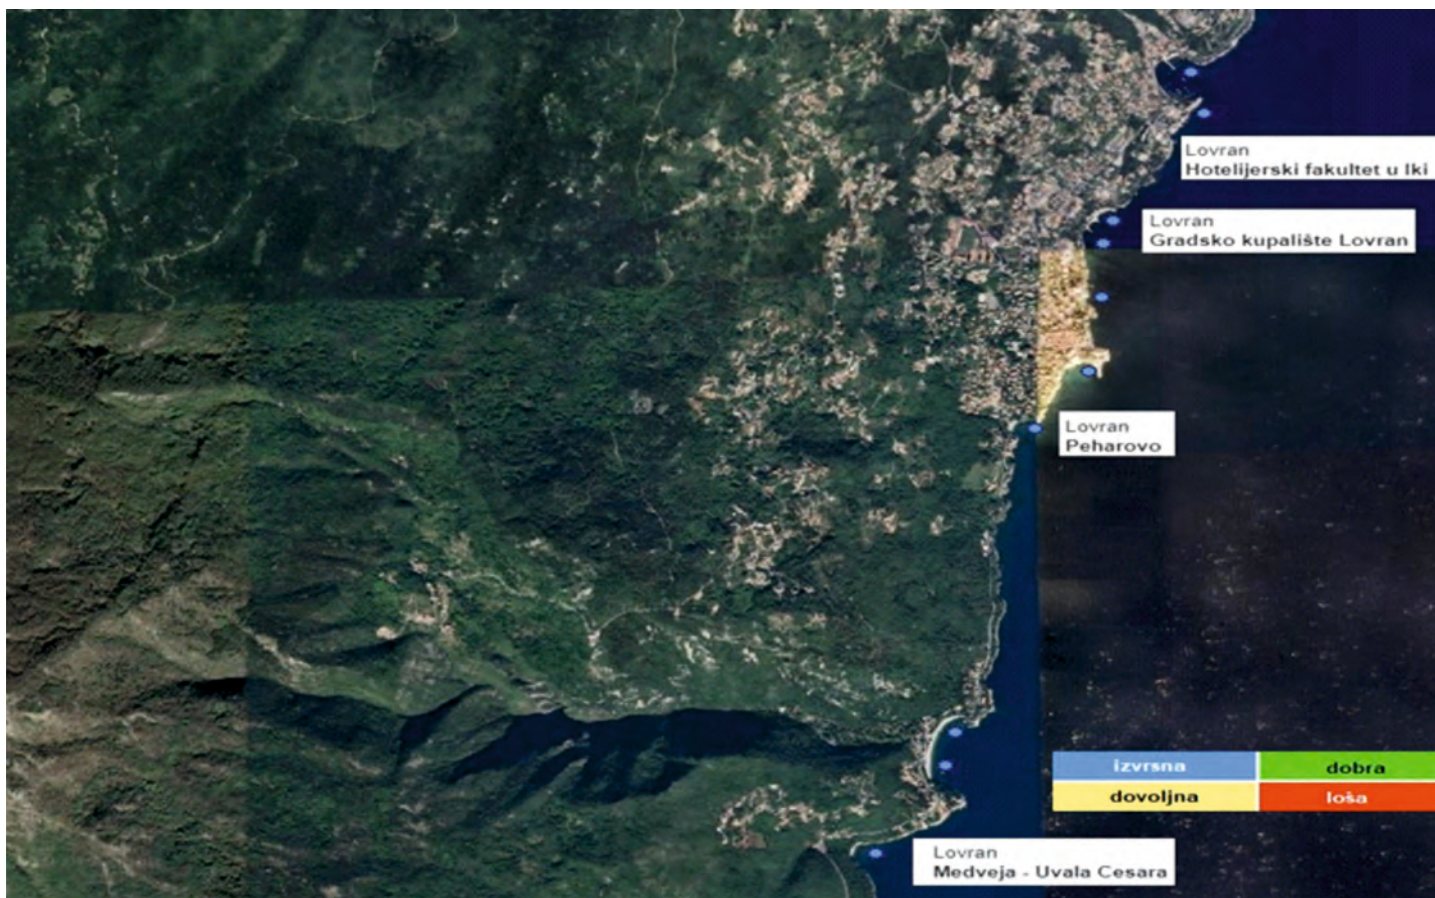 Lovran
Hotelijerski fakultet u Iki
Lovran
Gradsko kupalište Lovran
Lovran
Peharovo
izvrsna
dobra
dovoljna
loša
Lovran
Medveja - Uvala Cesara